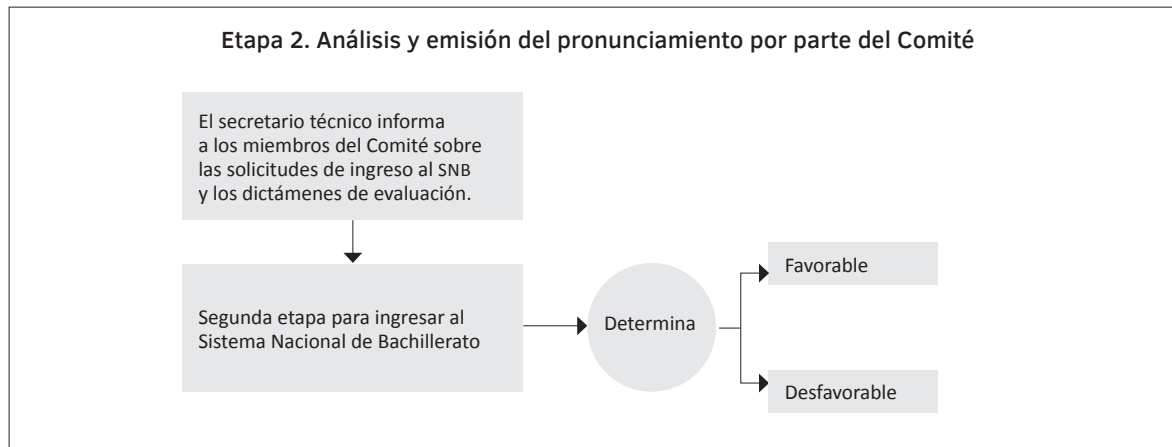 Etapa 2. Análisis y emisión del pronunciamiento por parte del Comité
El secretario técnico informa
a los miembros del Comité sobre
las solicitudes de ingreso al SNB
y los dictámenes de evaluación.
Segunda etapa para ingresar al
Sistema Nacional de Bachillerato
Determina
Favorable
Desfavorable